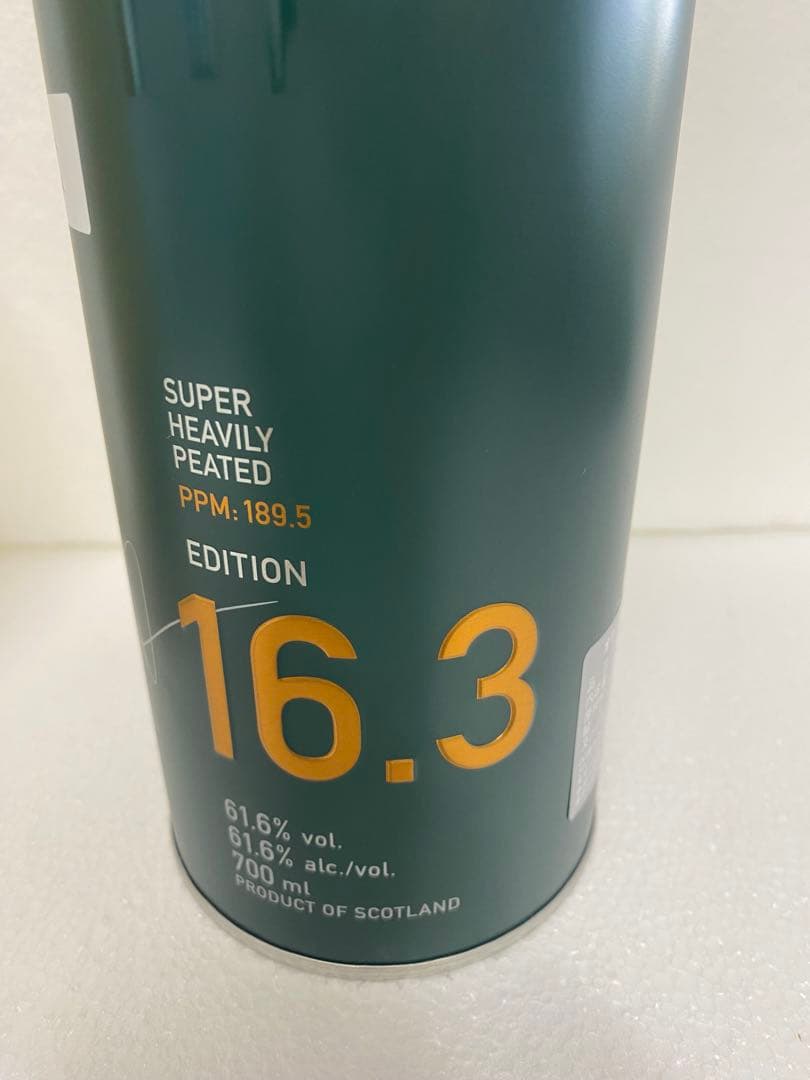 SUPER
HEAVILY
PEATED
PPM: 189.5
EDITION
16.3
61.6% vol.
61.6% alc./vol.
700 ml
PRODUCT OF SCOTLAND